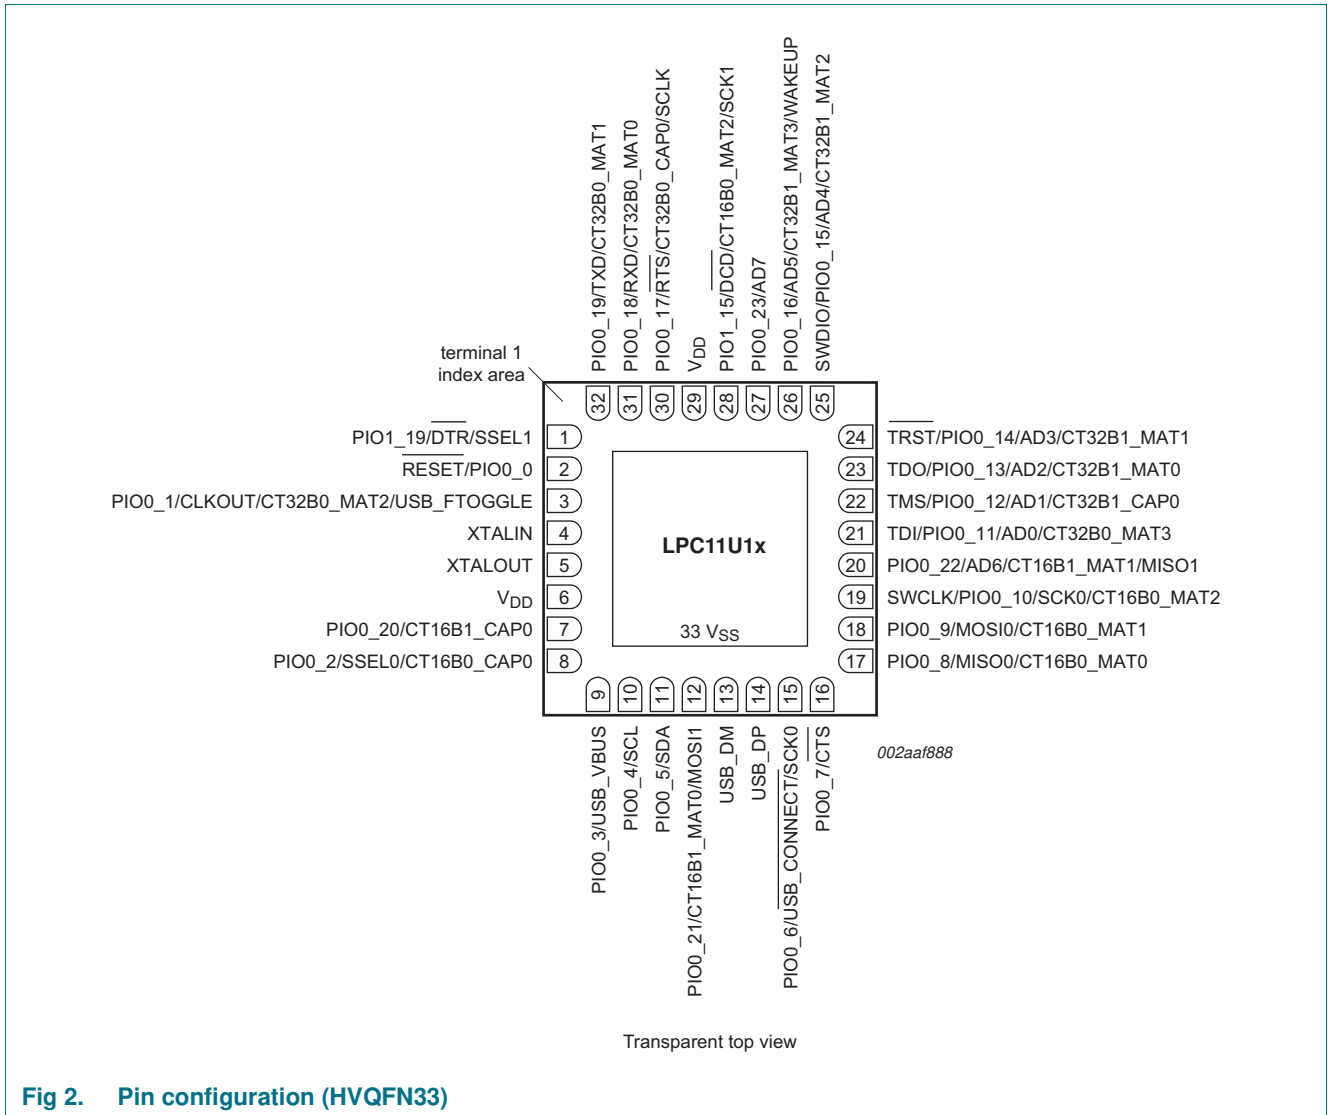 PIO0_19/TXD/CT32B0_MAT1
PIO0_18/RXD/CT32B0_MAT0
PIO0_17/RTS/CT32B0_CAP0/SCLK
VDD
PIO1_15/DCD/CT16B0_MAT2/SCK1
PIO0_23/AD7
PIO0_16/AD5/CT32B1_MAT3/WAKEUP
SWDIO/PIO0_15/AD4/CT32B1_MAT2
terminal 1
index area
32
31
30
29
28
27
26
25
PIO1_19/DTR/SSEL1 1
RESET/PIO0_0 2
PIO0_1/CLKOUT/CT32B0_MAT2/USB_FTOGGLE 3
XTALIN 4
XTALOUT 5
VDD 6
PIO0_20/CT16B1_CAP0 7
PIO0_2/SSEL0/CT16B0_CAP0 8
LPC11U1x
33 VSS
24 TRST/PIO0_14/AD3/CT32B1_MAT1
23 TDO/PIO0_13/AD2/CT32B1_MAT0
22 TMS/PIO0_12/AD1/CT32B1_CAP0
21 TDI/PIO0_11/AD0/CT32B0_MAT3
20 PIO0_22/AD6/CT16B1_MAT1/MISO1
19 SWCLK/PIO0_10/SCK0/CT16B0_MAT2
18 PIO0_9/MOSI0/CT16B0_MAT1
17 PIO0_8/MISO0/CT16B0_MAT0
9
10
11
12
13
14
15
16
PIO0_3/USB_VBUS
PIO0_4/SCL
PIO0_5/SDA
PIO0_21/CT16B1_MAT0/MOSI1
USB_DM
USB_DP
PIO0_6/USB_CONNECT/SCK0
PIO0_7/CTS
002aaf888
Transparent top view
Fig 2. Pin configuration (HVQFN33)